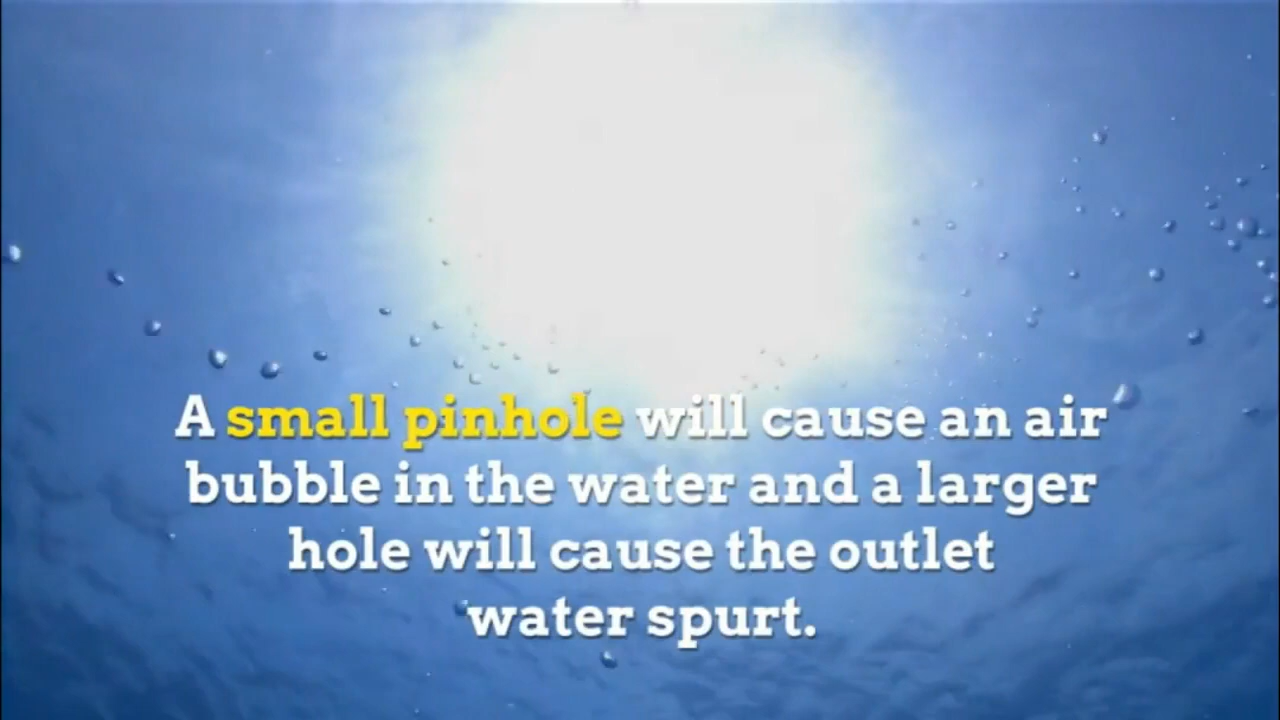 A small pinhole will cause an air
bubble in the water and a larger
hole will cause the outlet
water spurt.